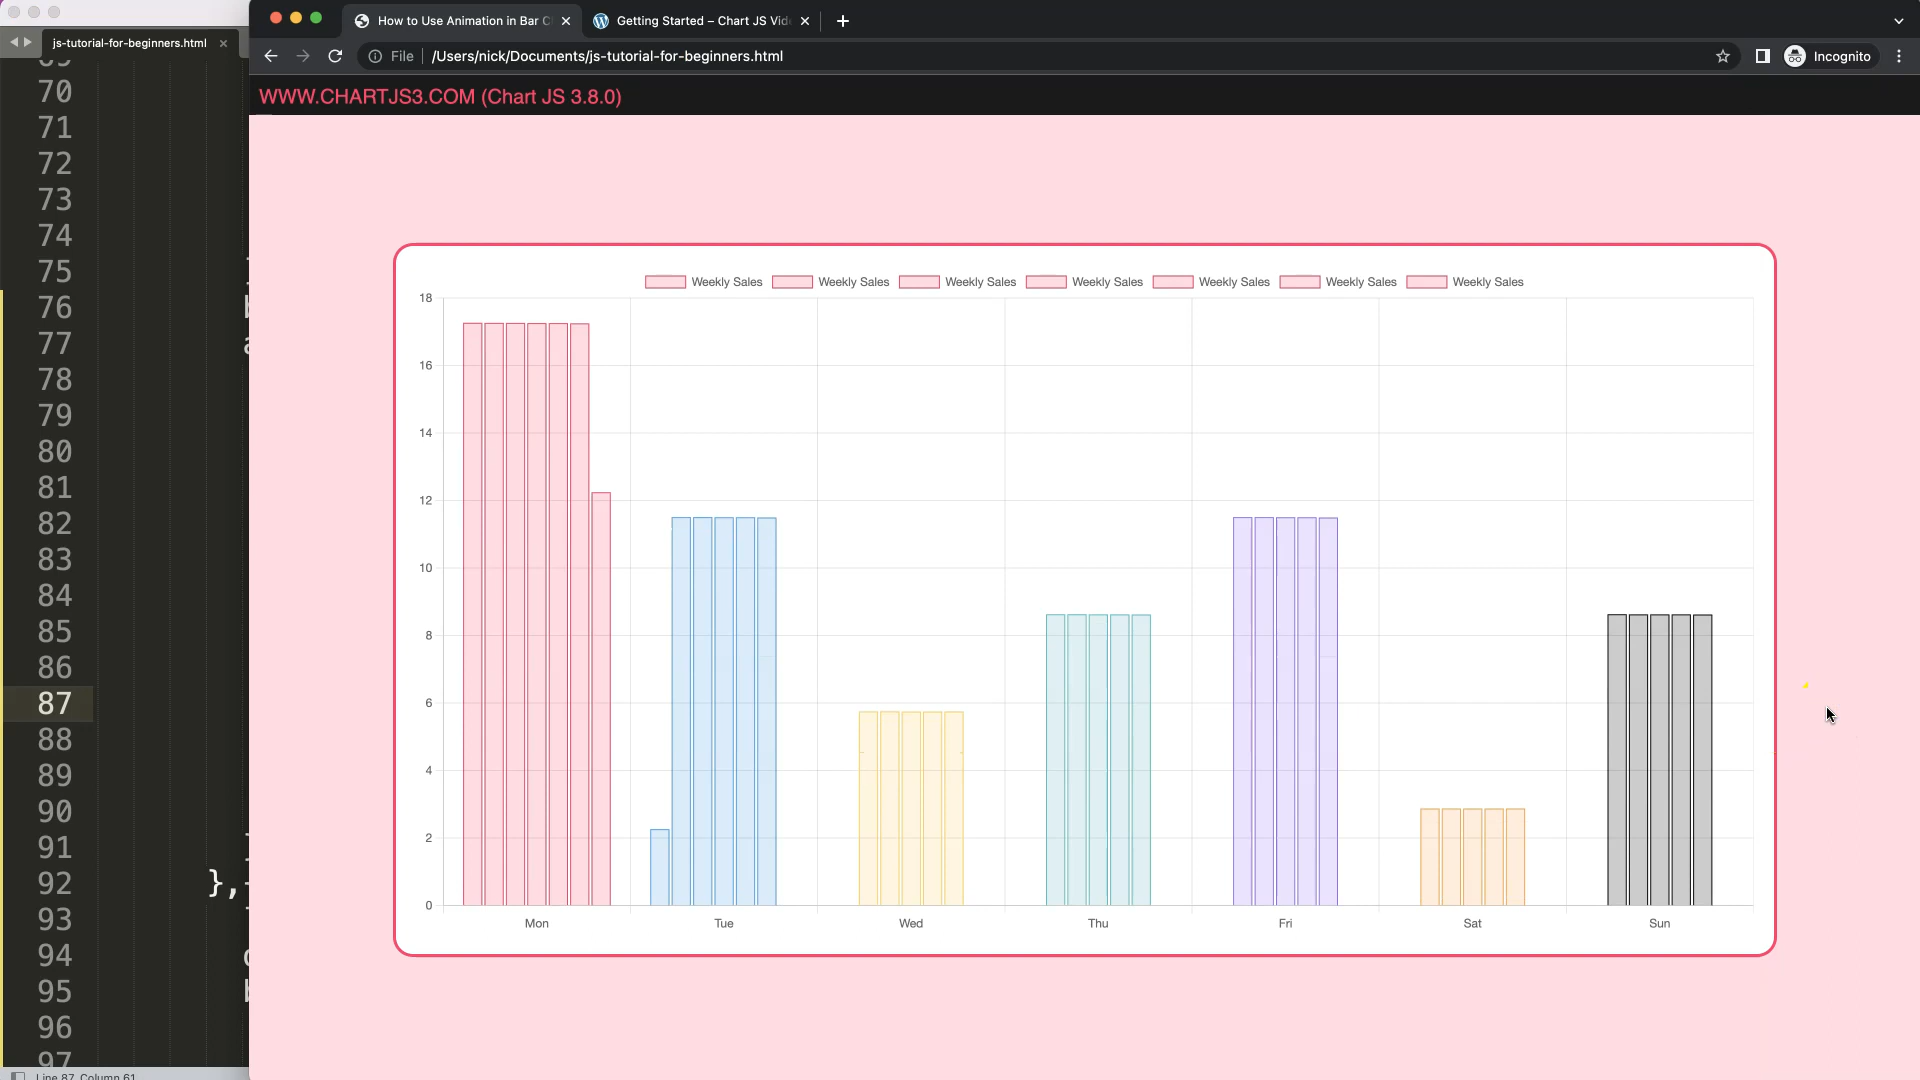 How to Use Animation in Bar C
Getting Started – Chart JS Vid
js-tutorial-for-beginners.html
File
/Users/nick/Documents/js-tutorial-for-beginners.html
Incognito
WWW.CHARTJS3.COM (Chart JS 3.8.0)
Weekly Sales
Weekly Sales
Weekly Sales
Weekly Sales
Weekly Sales
Weekly Sales
Weekly Sales
18
16
14
12
10
8
6
4
2
0
Mon
Tue
Wed
Thu
Fri
Sat
Sun
69
70
71
72
73
74
75
76
77
78
79
80
81
82
83
84
85
86
87
88
89
90
91
92
},
93
94
95
96
97
Line 87, Column 61